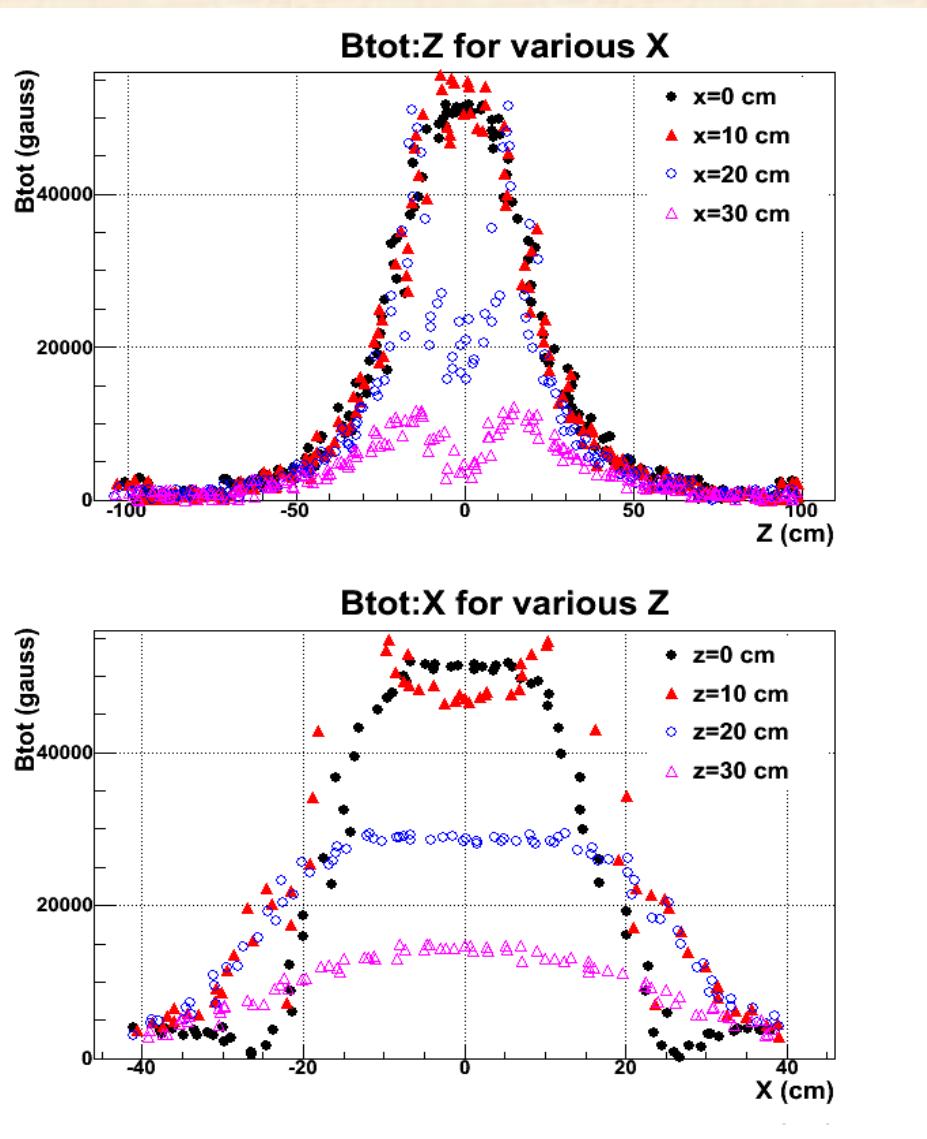 Btot:Z for various X
Btot (gauss)
x=0 cm
x=10 cm
x=20 cm
x=30 cm
40000
20000
0
-100 -50 0 50 100
Z (cm)
Btot:X for various Z
Btot (gauss)
z=0 cm
z=10 cm
z=20 cm
z=30 cm
40000
20000
0
-40 -20 0 20 40
X (cm)